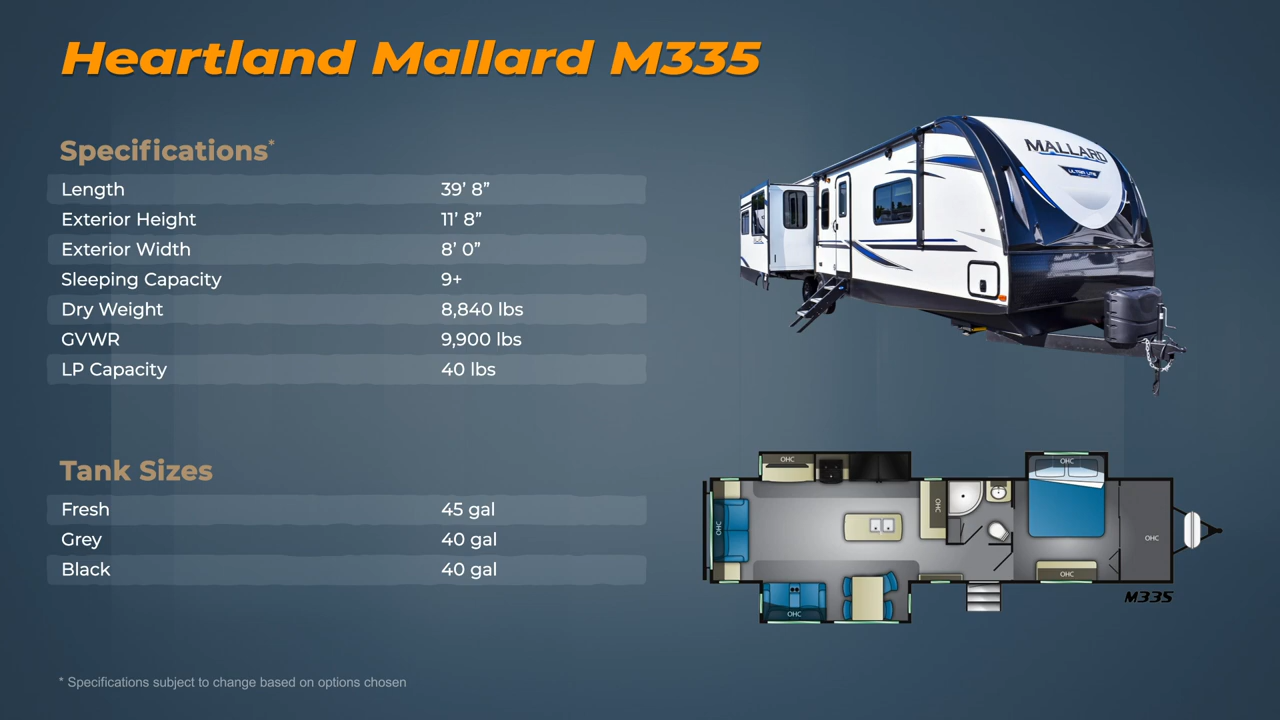 Heartland Mallard M335
Specifications*
Length 39’ 8”
Exterior Height 11’ 8”
Exterior Width 8’ 0”
Sleeping Capacity 9+
Dry Weight 8,840 lbs
GVWR 9,900 lbs
LP Capacity 40 lbs
MALLARD
ULTRA LITE
Tank Sizes
Fresh 45 gal
Grey 40 gal
Black 40 gal
OHC
OHC
OHC
OHC
OHC
OHC
OHC
M335
* Specifications subject to change based on options chosen